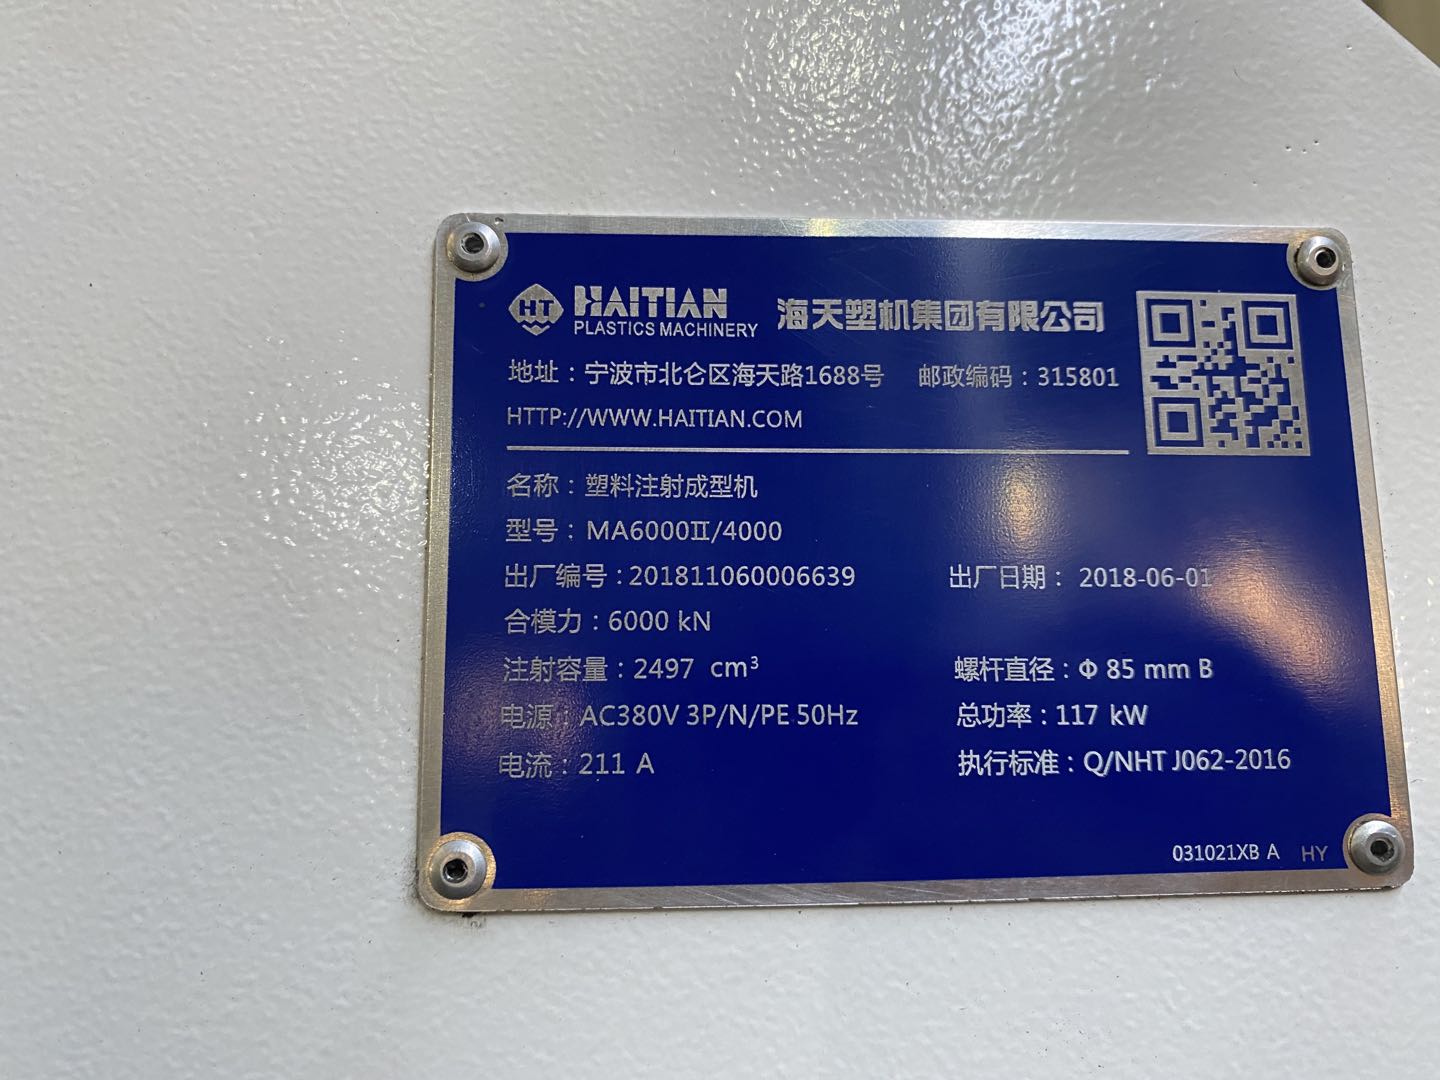 HT HAITIAN 海天塑机集团有限公司
PLASTICS MACHINERY
地址：宁波市北仑区海天路1688号 邮政编码：315801
HTTP://WWW.HAITIAN.COM
名称：塑料注射成型机
型号：MA6000Ⅱ/4000
出厂编号：201811060006639 出厂日期：2018-06-01
合模力：6000 kN
注射容量：2497 cm³ 螺杆直径：Φ 85 mm B
电源：AC380V 3P/N/PE 50Hz 总功率：117 kW
电流：211 A 执行标准：Q/NHT J062-2016
031021XB A HY